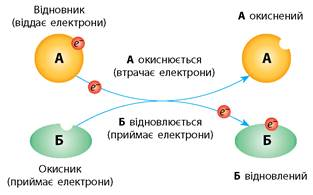 Відновник
(віддає електрони)
А
e⁻
e⁻
А окиснюється
(втрачає електрони)
А окиснений
А
Б відновлюється
(приймає електрони)
Б
Окисник
(приймає електрони)
e⁻
e⁻
Б
Б відновлений